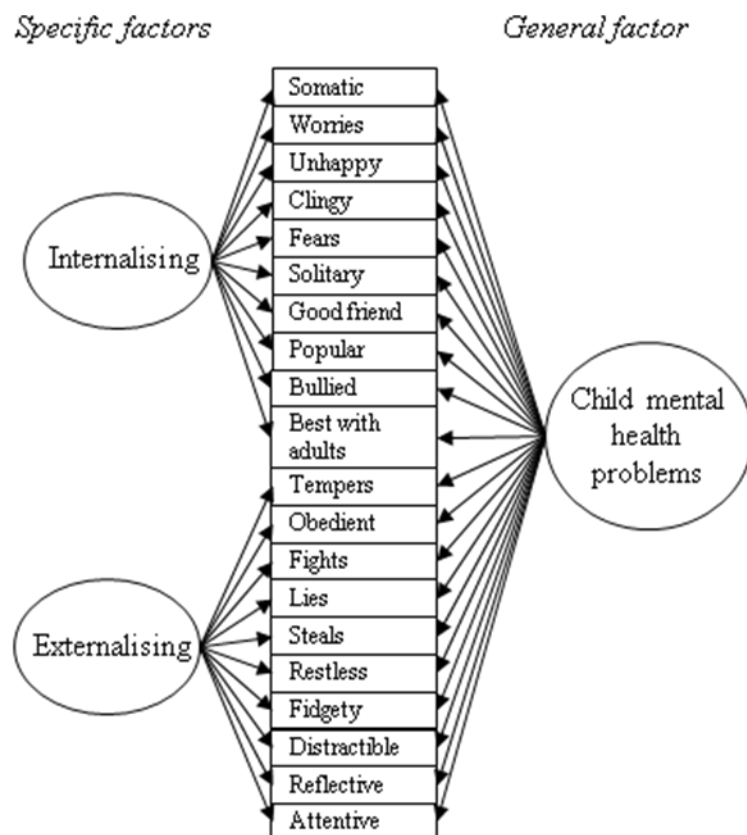 Specific factors
General factor
Somatic
Worries
Unhappy
Clingy
Fears
Solitary
Good friend
Popular
Bullied
Best with
adults
Tempers
Obedient
Fights
Lies
Steals
Restless
Fidgety
Distractible
Reflective
Attentive
Internalising
Externalising
Child mental
health
problems